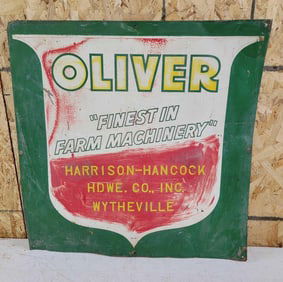 OLIVER
"FINEST IN
FARM MACHINERY"
HARRISON-HANCOCK
HDWE. CO., INC.
WYTHEVILLE